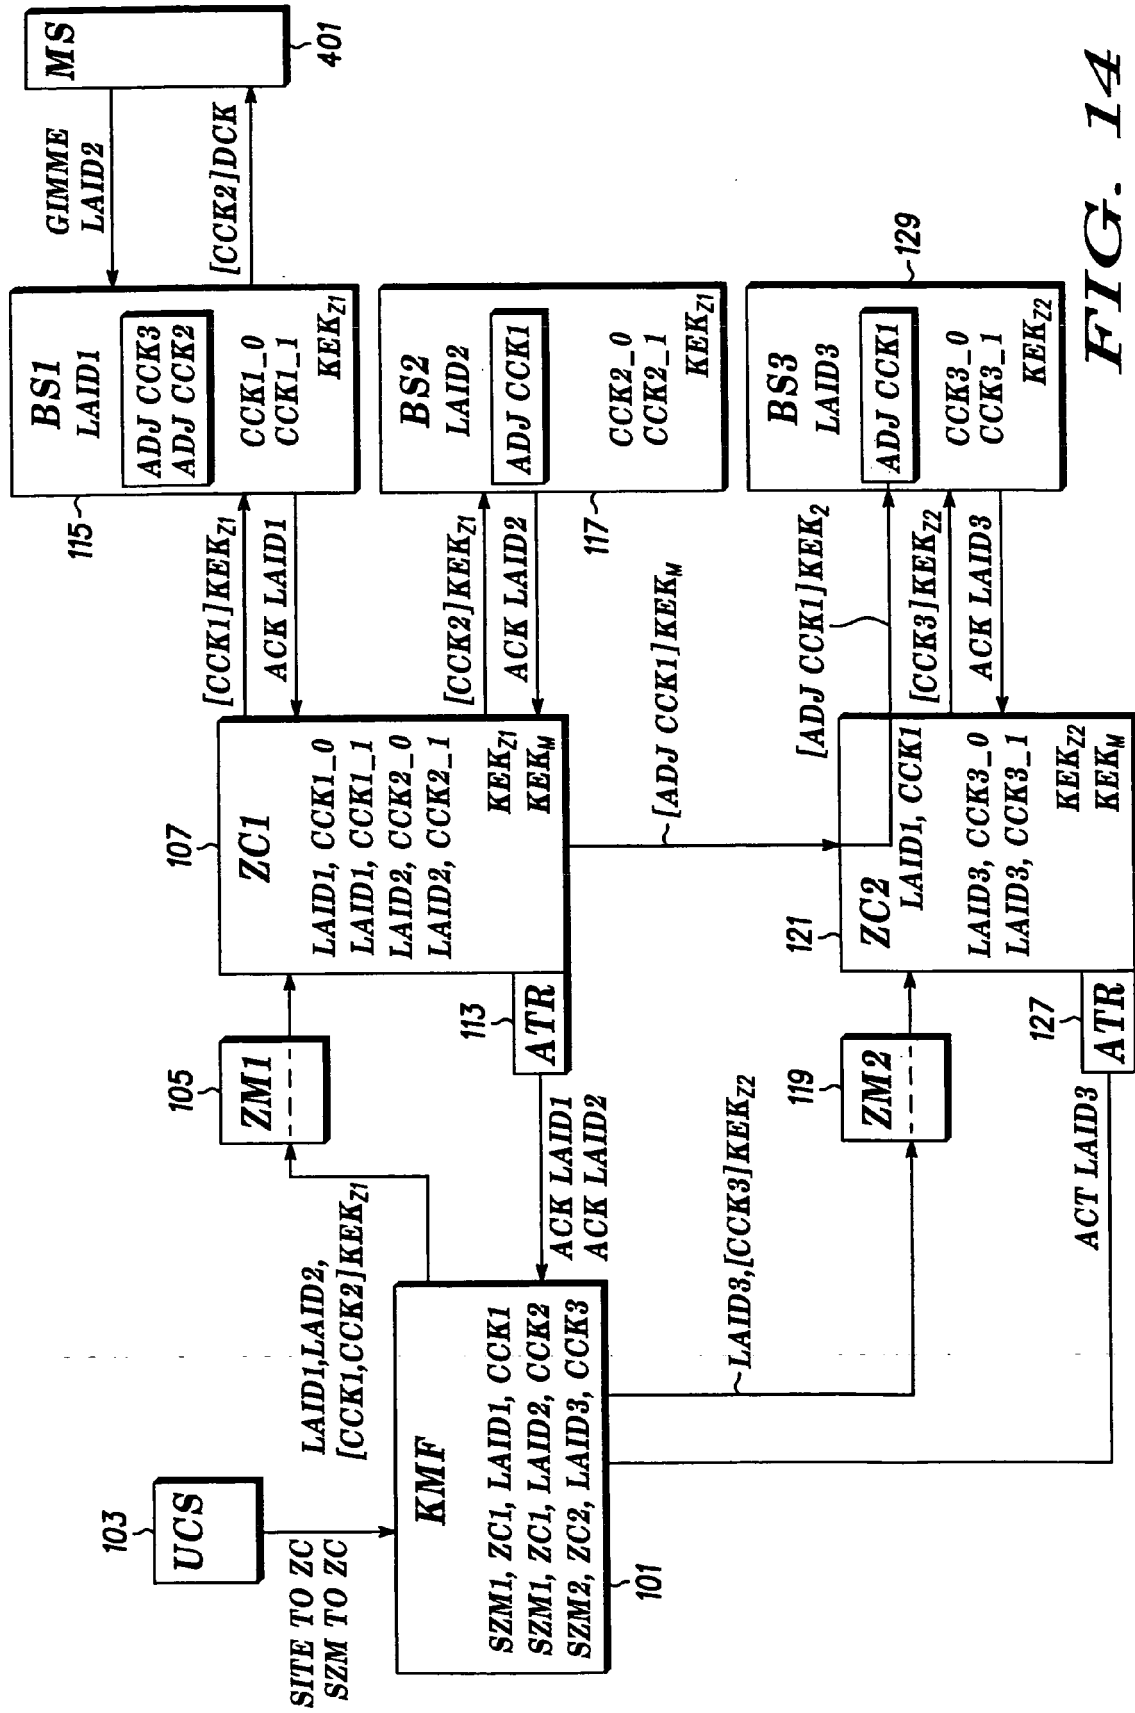 103
UCS
SITE TO ZC
SZM TO ZC
KMF
SZM1, ZC1, LAID1, CCK1
SZM1, ZC1, LAID2, CCK2
SZM2, ZC2, LAID3, CCK3
101
LAID1,LAID2,
[CCK1,CCK2]KEKZ1
105
ZM1
107
ZC1
LAID1, CCK1_0
LAID1, CCK1_1
LAID2, CCK2_0
LAID2, CCK2_1
KEKZ1
KEKM
113
ATR
ACK LAID1
ACK LAID2
[CCK1]KEKZ1
ACK LAID1
115
BS1
LAID1
ADJ CCK3
ADJ CCK2
CCK1_0
CCK1_1
KEKZ1
GIMME
LAID2
[CCK2]DCK
MS
401
[CCK2]KEKZ1
ACK LAID2
117
BS2
LAID2
ADJ CCK1
CCK2_0
CCK2_1
KEKZ1
[ADJ CCK1]KEKM
LAID3,[CCK3]KEKZ2
119
ZM2
121
ZC2
LAID1, CCK1
LAID3, CCK3_0
LAID3, CCK3_1
KEKZ2
KEKM
127
ATR
ACT LAID3
[ADJ CCK1]KEK2
[CCK3]KEKZ2
ACK LAID3
BS3
LAID3
ADJ CCK1
CCK3_0
CCK3_1
KEKZ2
129
FIG. 14